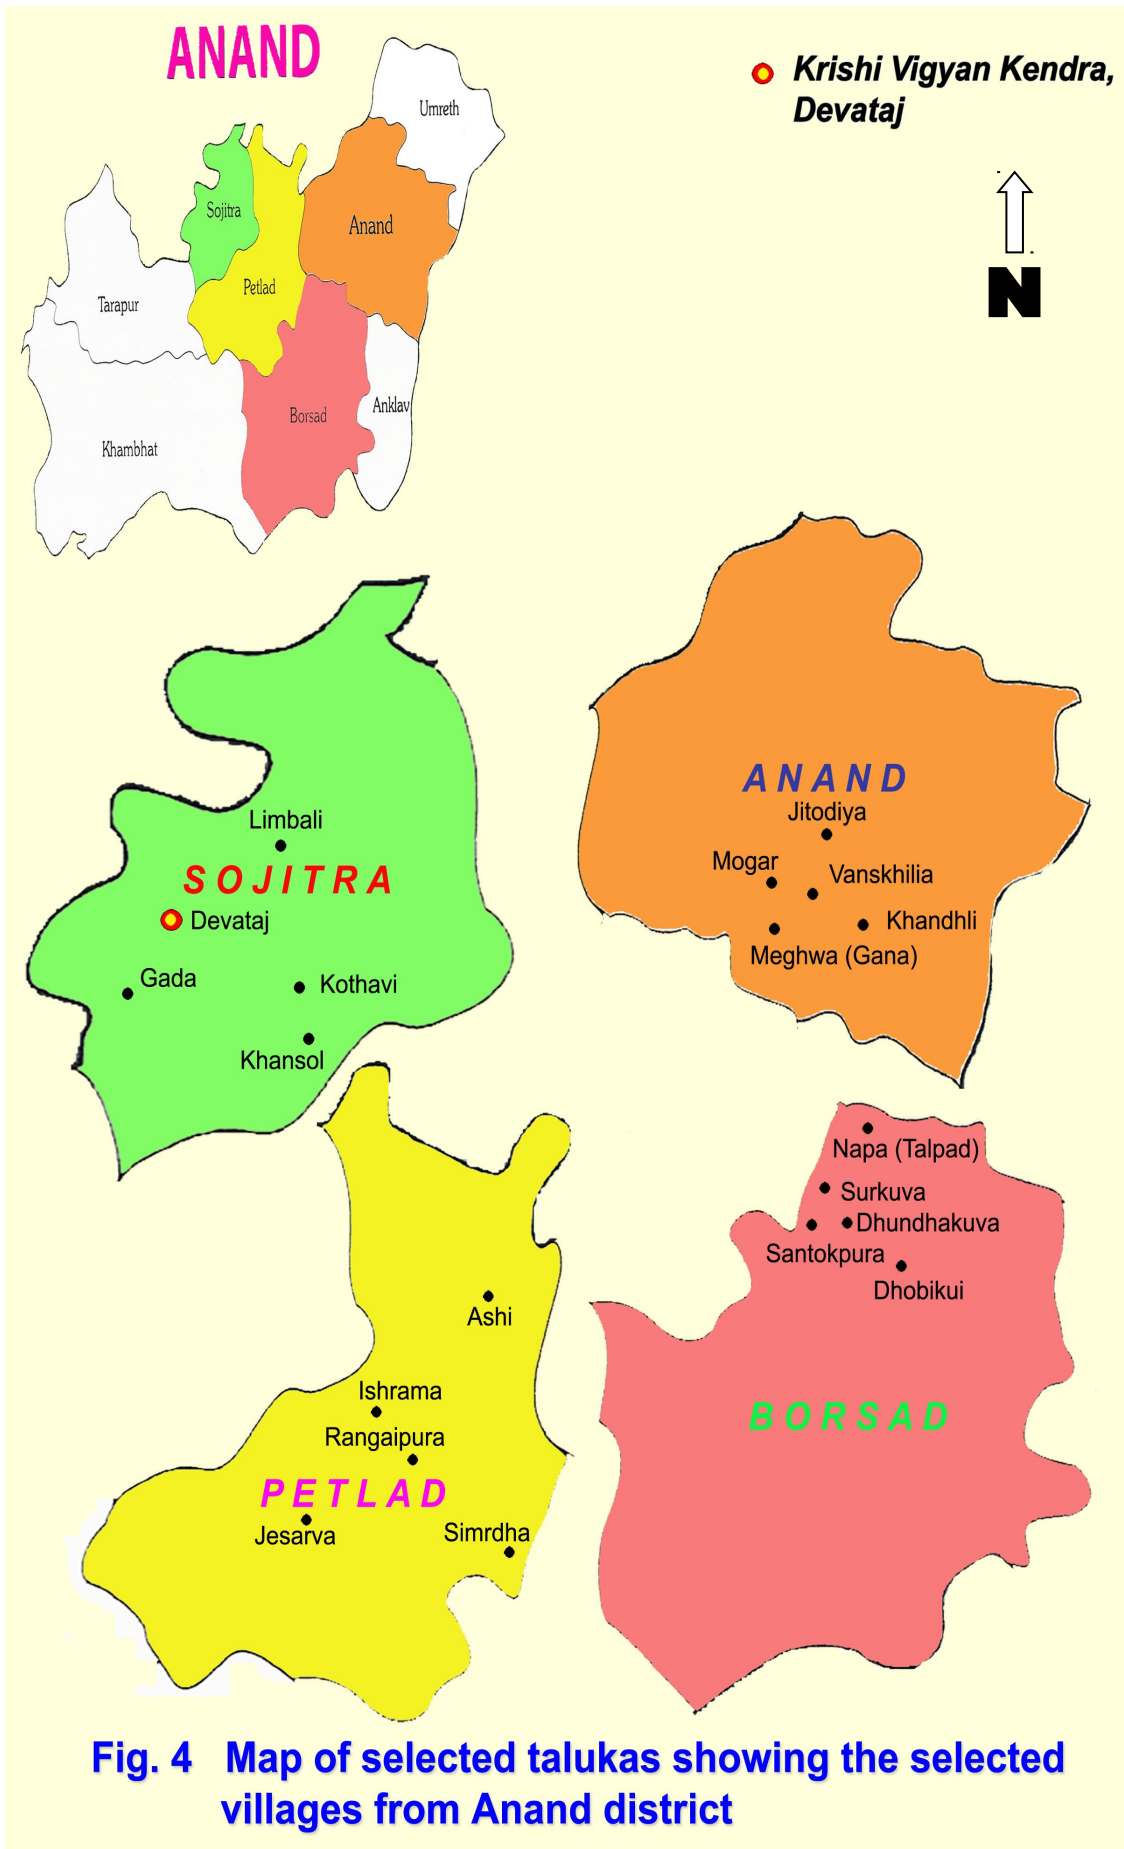 ANAND
Krishi Vigyan Kendra,
Devataj
N
Umreth
Sojitra
Anand
Petlad
Tarapur
Borsad
Anklav
Khambhat
Limbali
SOJITRA
Devataj
Gada
Kothavi
Khansol
ANAND
Jitodiya
Mogar
Vanskhilia
Khandhli
Meghwa (Gana)
Ashi
Ishrama
Rangaipura
PETLAD
Jesarva
Simrdha
Napa (Talpad)
Surkuva
Dhundhakuva
Santokpura
Dhobikui
BORSAD
Fig. 4 Map of selected talukas showing the selected
villages from Anand district